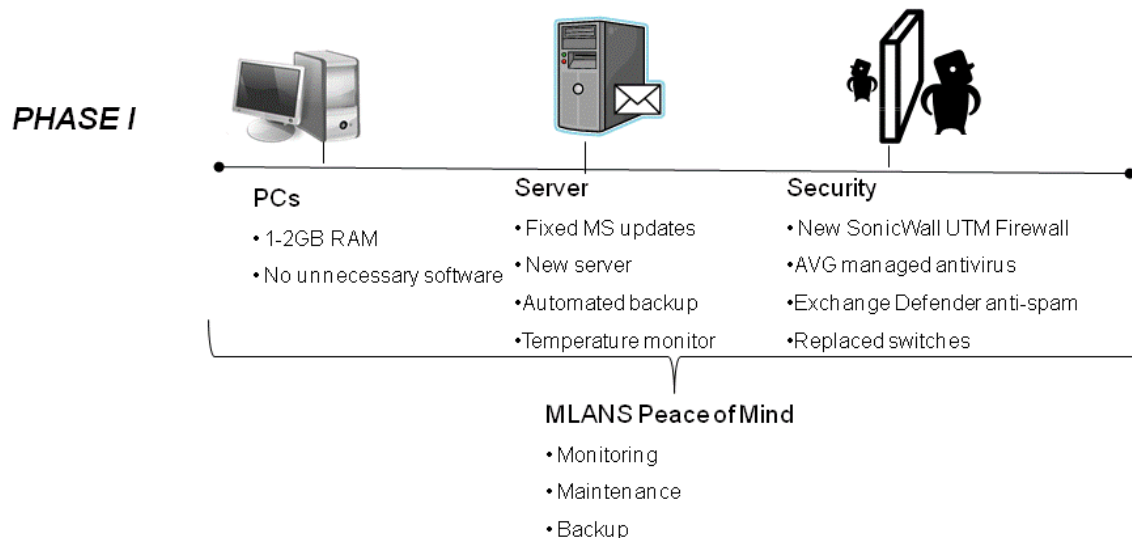 PHASE I
PCs
• 1-2GB RAM
• No unnecessary software
Server
• Fixed MS updates
• New server
• Automated backup
• Temperature monitor
Security
• New SonicWall UTM Firewall
• AVG managed antivirus
• Exchange Defender anti-spam
• Replaced switches
MLANS Peace of Mind
• Monitoring
• Maintenance
• Backup